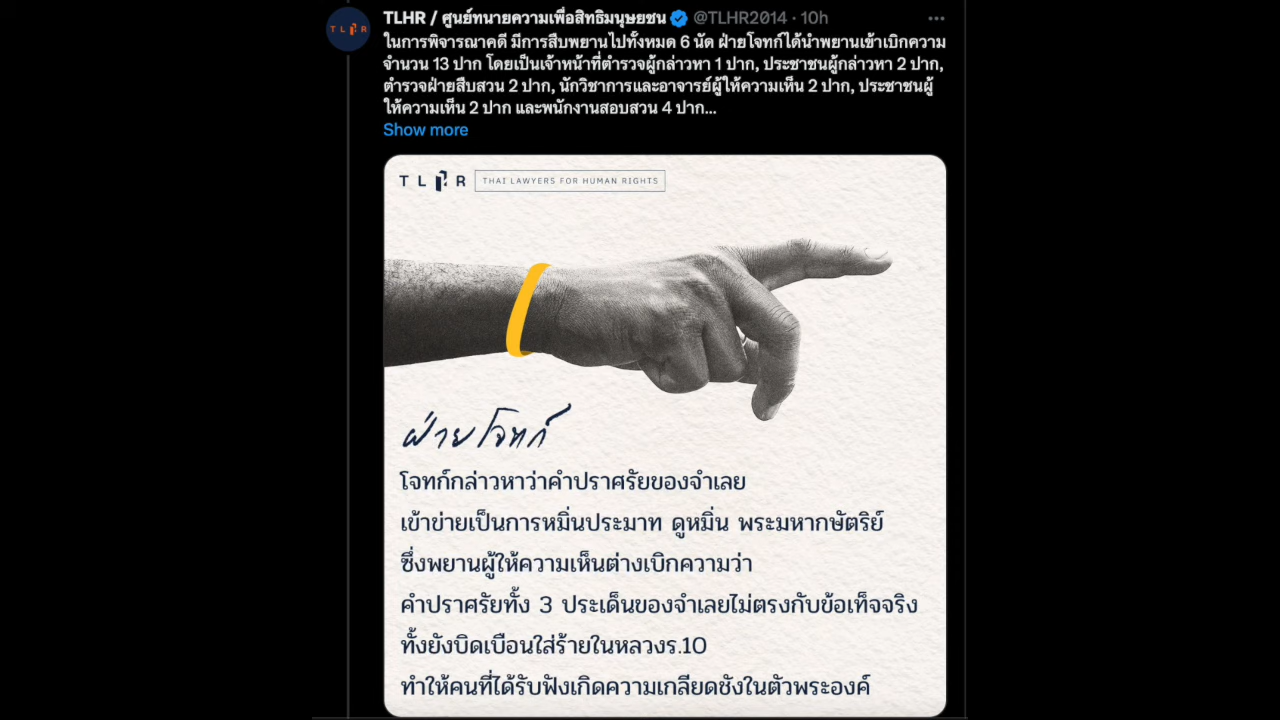 TLHR / ศูนย์ทนายความเพื่อสิทธิมนุษยชน @TLHR2014 · 10h
TLHR
ในการพิจารณาคดี มีการสืบพยานไปทั้งหมด 6 นัด ฝ่ายโจทก์ได้นำพยานเข้าเบิกความ
จำนวน 13 ปาก โดยเป็นเจ้าหน้าที่ตำรวจผู้กล่าวหา 1 ปาก, ประชาชนผู้กล่าวหา 2 ปาก,
ตำรวจฝ่ายสืบสวน 2 ปาก, นักวิชาการและอาจารย์ผู้ให้ความเห็น 2 ปาก, ประชาชนผู้
ให้ความเห็น 2 ปาก และพนักงานสอบสวน 4 ปาก...
Show more
TLHR THAI LAWYERS FOR HUMAN RIGHTS
ฝ่ายโจทก์
โจทก์กล่าวหาว่าคำปราศรัยของจำเลย
เข้าข่ายเป็นการหมิ่นประมาท ดูหมิ่น พระมหากษัตริย์
ซึ่งพยานผู้ให้ความเห็นต่างเบิกความว่า
คำปราศรัยทั้ง 3 ประเด็นของจำเลยไม่ตรงกับข้อเท็จจริง
ทั้งยังบิดเบือนใส่ร้ายในหลวงร.10
ทำให้คนที่ได้รับฟังเกิดความเกลียดชังในตัวพระองค์